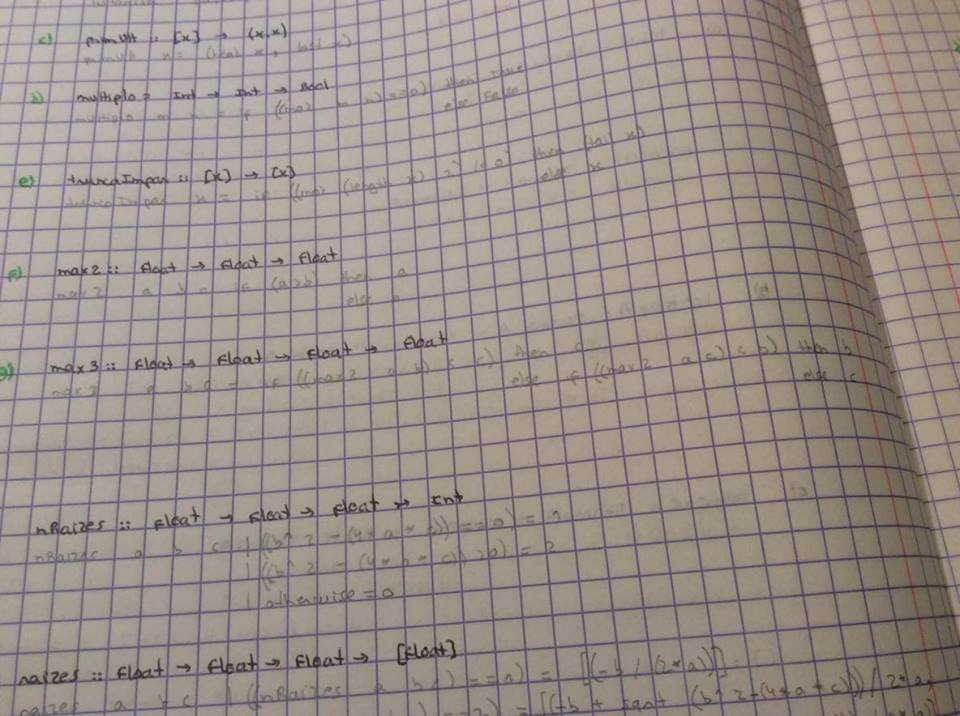 c) primUlt :: [x] → (x,x)
primUlt x = (head x, last x)
d) multiplo = Int → Int → Bool
multiplo m n = if ((mod m n) == 0) then True
else False
e) truncaImpar :: [x] → [x]
truncaImpar x = if ((mod (length x) 2) /= 0) then (tail x)
else x
f) max2 :: Float → Float → Float
max2 a b = if (a>b) then a
else b
g) max3 :: Float → Float → Float → Float
max3 a b c = if ((max2 a b) < c) then c
else if ((max2 a c) < b) then b
else c
nRaizes :: Float → Float → Float → Int
nRaizes a b c | ((b^2 - (4*a*c)) == 0) = 1
| ((b^2 - (4* * c)) >0) = 2
| otherwise = 0
raizes :: Float → Float → Float → [Float]
raizes a b c | ((nRaizes a b ) == 1) = [(-b / (2*a))]
== 2) = [(-b + sqrt (b^2 - (4*a*c))) / 2*a,